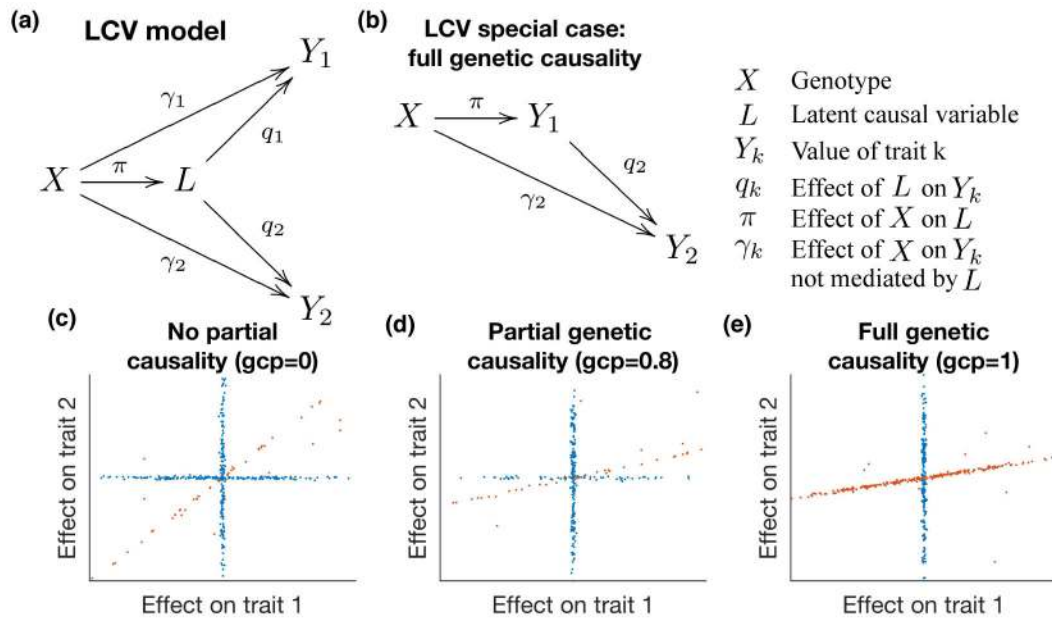 (a)
LCV model
Y₁
γ₁
q₁
X
π
L
q₂
γ₂
Y₂
(b)
LCV special case:
full genetic causality
X
π
Y₁
q₂
γ₂
Y₂
X Genotype
L Latent causal variable
Yₖ Value of trait k
qₖ Effect of L on Yₖ
π Effect of X on L
γₖ Effect of X on Yₖ
not mediated by L
(c)
No partial
causality (gcp=0)
Effect on trait 2
Effect on trait 1
(d)
Partial genetic
causality (gcp=0.8)
Effect on trait 2
Effect on trait 1
(e)
Full genetic
causality (gcp=1)
Effect on trait 2
Effect on trait 1